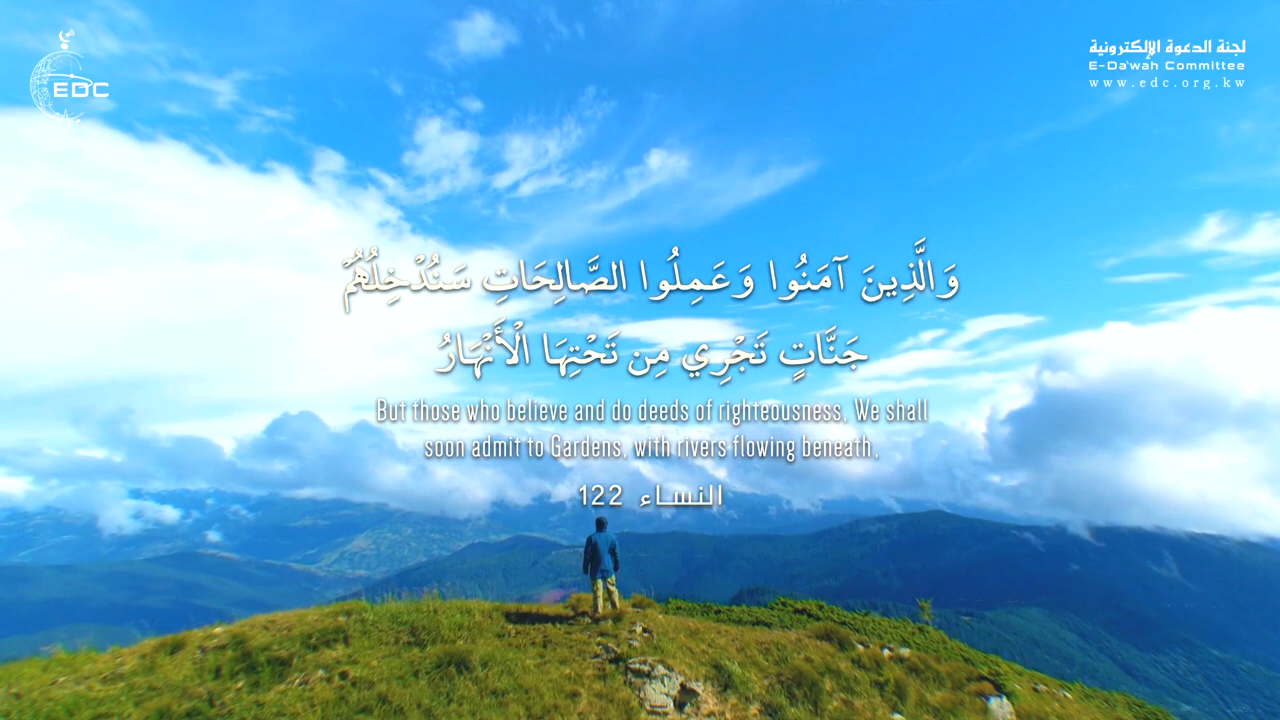 EDC
لجنة الدعوة الإلكترونية
E-Da'wah Committee
www.edc.org.kw
وَالَّذِينَ آمَنُوا وَعَمِلُوا الصَّالِحَاتِ سَنُدْخِلُهُمْ
جَنَّاتٍ تَجْرِي مِن تَحْتِهَا الْأَنْهَارُ
But those who believe and do deeds of righteousness, We shall
soon admit to Gardens, with rivers flowing beneath,
النساء 122